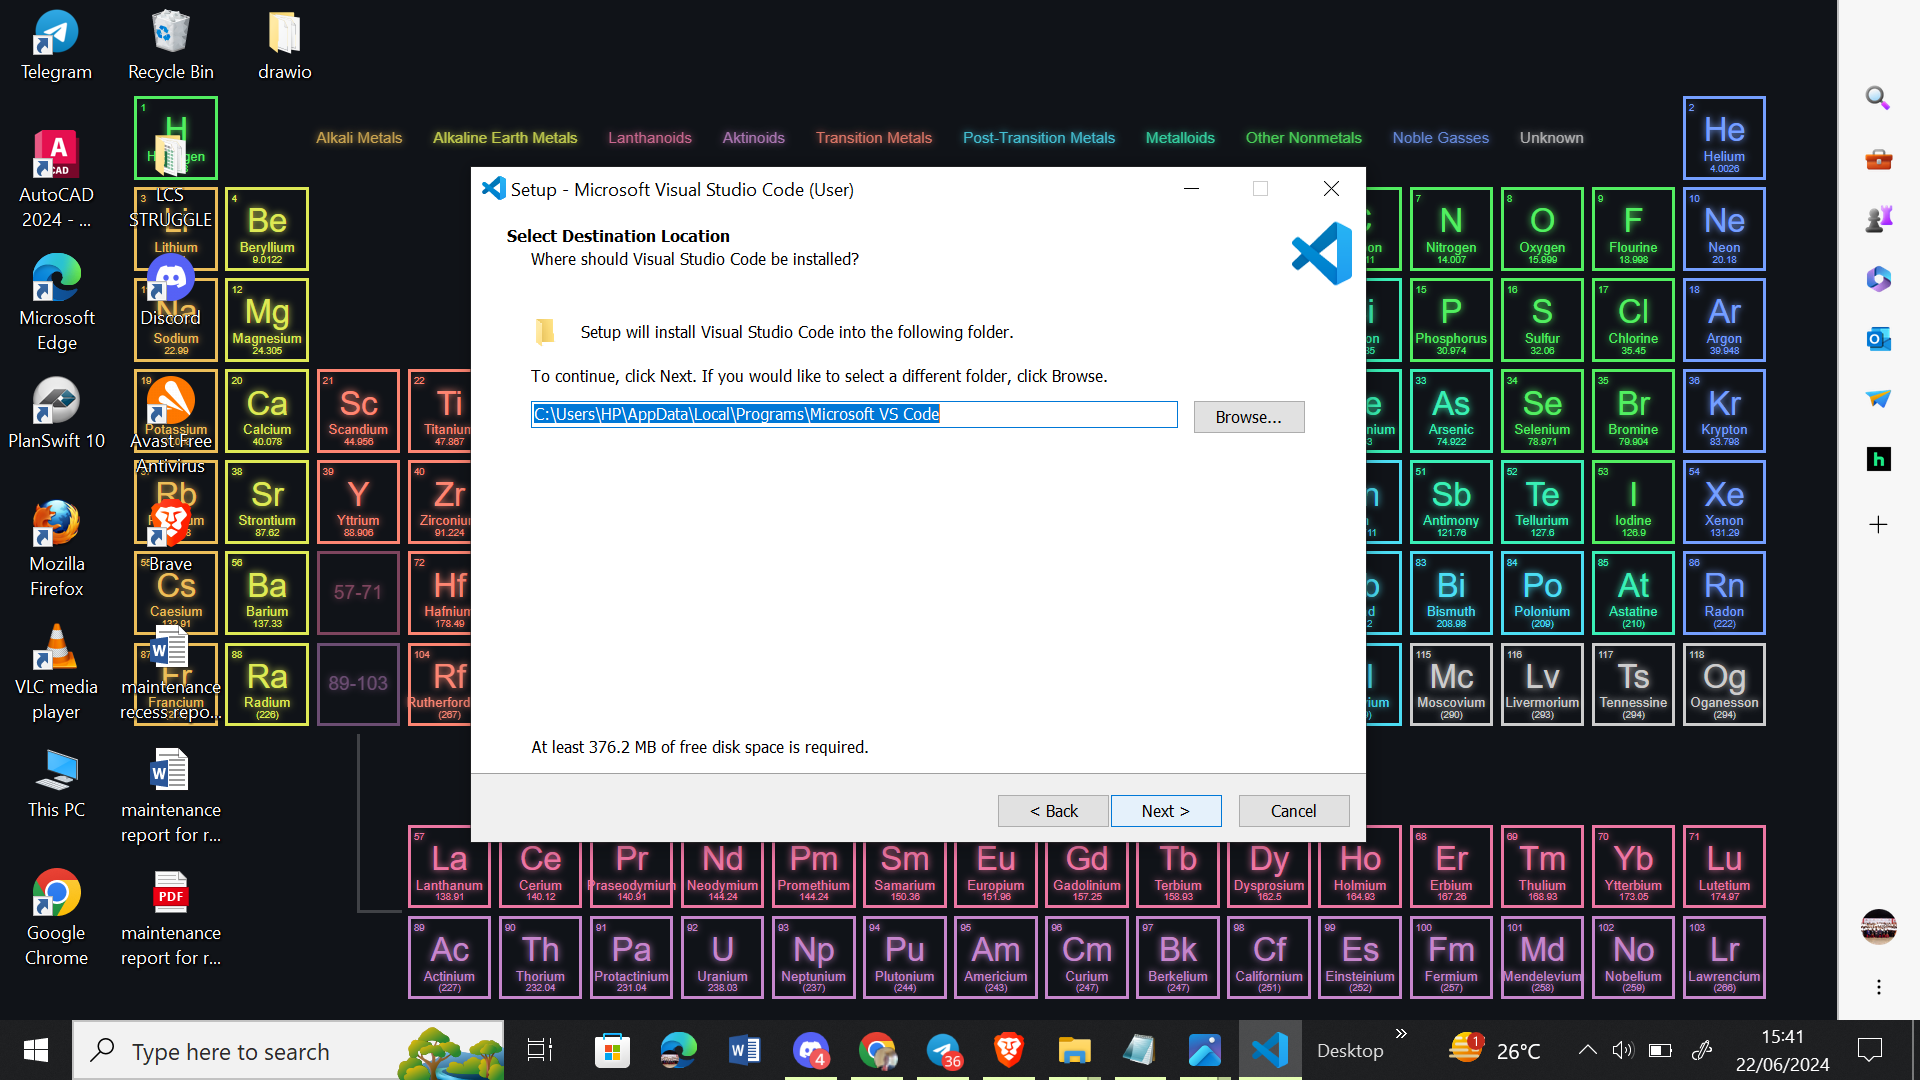 Telegram
Recycle Bin
drawio
AutoCAD
2024 - ...
LCS
STRUGGLE
Microsoft
Edge
Discord
PlanSwift 10
Avast Free
Antivirus
Mozilla
Firefox
Brave
VLC media
player
maintenance
recess repo...
This PC
maintenance
report for r...
Google
Chrome
PDF
maintenance
report for r...
Alkali Metals Alkaline Earth Metals Lanthanoids Aktinoids Transition Metals Post-Transition Metals Metalloids Other Nonmetals Noble Gasses Unknown
1 H
2 He Helium 4.0026
3 Li Lithium
4 Be Beryllium 9.0122
7 N Nitrogen 14.007
8 O Oxygen 15.999
9 F Flourine 18.998
10 Ne Neon 20.18
Na Sodium 22.99
12 Mg Magnesium 24.305
15 P Phosphorus 30.974
16 S Sulfur 32.06
17 Cl Chlorine 35.45
18 Ar Argon 39.948
19 Potassium
20 Ca Calcium 40.078
21 Sc Scandium 44.956
22 Ti Titanium 47.867
33 As Arsenic 74.922
34 Se Selenium 78.971
35 Br Bromine 79.904
36 Kr Krypton 83.798
Rb
38 Sr Strontium 87.62
39 Y Yttrium 88.906
40 Zr Zirconium 91.224
51 Sb Antimony 121.76
52 Te Tellurium 127.6
53 I Iodine 126.9
54 Xe Xenon 131.29
55 Cs Caesium 132.91
56 Ba Barium 137.33
57-71
72 Hf Hafnium 178.49
83 Bi Bismuth 208.98
84 Po Polonium (209)
85 At Astatine (210)
86 Rn Radon (222)
87 Fr Francium
88 Ra Radium (226)
89-103
104 Rf Rutherford (267)
115 Mc Moscovium (290)
116 Lv Livermorium (293)
117 Ts Tennessine (294)
118 Og Oganesson (294)
57 La Lanthanum 138.91
Ce Cerium 140.12
Pr Praseodymium 140.91
Nd Neodymium 144.24
Pm Promethium 144.24
Sm Samarium 150.36
Eu Europium 151.96
Gd Gadolinium 157.25
Tb Terbium 158.93
Dy Dysprosium 162.5
Ho Holmium 164.93
68 Er Erbium 167.26
69 Tm Thulium 168.93
70 Yb Ytterbium 173.05
71 Lu Lutetium 174.97
89 Ac Actinium (227)
90 Th Thorium 232.04
91 Pa Protactinium 231.04
92 U Uranium 238.03
93 Np Neptunium (237)
94 Pu Plutonium (244)
95 Am Americium (243)
96 Cm Curium (247)
97 Bk Berkelium (247)
98 Cf Californium (251)
99 Es Einsteinium (252)
100 Fm Fermium (257)
101 Md Mendelevium (258)
102 No Nobelium (259)
103 Lr Lawrencium (266)
Setup - Microsoft Visual Studio Code (User)
Select Destination Location
Where should Visual Studio Code be installed?
Setup will install Visual Studio Code into the following folder.
To continue, click Next. If you would like to select a different folder, click Browse.
C:\Users\HP\AppData\Local\Programs\Microsoft VS Code
Browse...
At least 376.2 MB of free disk space is required.
< Back Next > Cancel
Type here to search
4
36
Desktop
1
26°C
15:41
22/06/2024